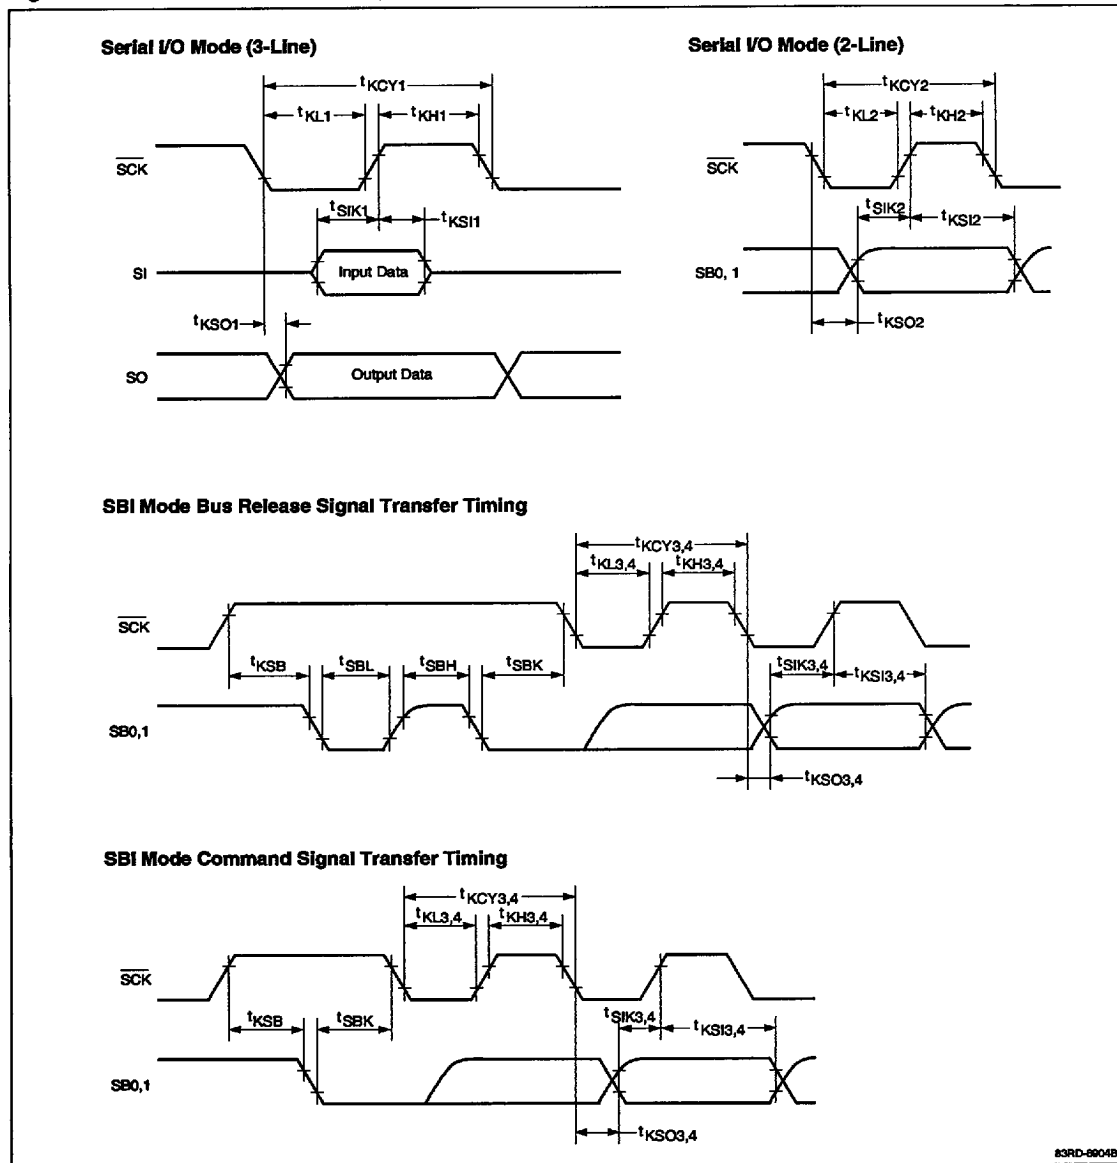 Serial I/O Mode (3-Line)
tKCY1
tKL1
tKH1
SCK
tSIK1
tKSI1
SI
Input Data
tKSO1
SO
Output Data
Serial I/O Mode (2-Line)
tKCY2
tKL2
tKH2
SCK
tSIK2
tKSI2
SB0, 1
tKSO2
SBI Mode Bus Release Signal Transfer Timing
tKCY3,4
tKL3,4
tKH3,4
SCK
tKSB
tSBL
tSBH
tSBK
tSIK3,4
tKSI3,4
SB0,1
tKSO3,4
SBI Mode Command Signal Transfer Timing
tKCY3,4
tKL3,4
tKH3,4
SCK
tKSB
tSBK
tSIK3,4
tKSI3,4
SB0,1
tKSO3,4
83RD-6904B